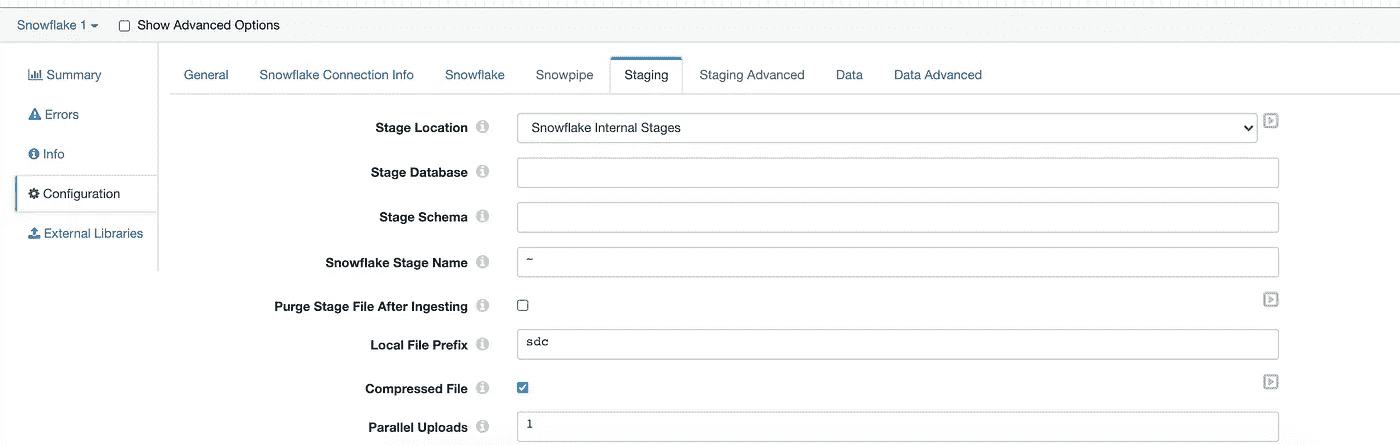 Snowflake 1 Show Advanced Options
Summary
Errors
Info
Configuration
External Libraries
General Snowflake Connection Info Snowflake Snowpipe Staging Staging Advanced Data Data Advanced
Stage Location Snowflake Internal Stages
Stage Database
Stage Schema
Snowflake Stage Name ~
Purge Stage File After Ingesting
Local File Prefix sdc
Compressed File
Parallel Uploads 1